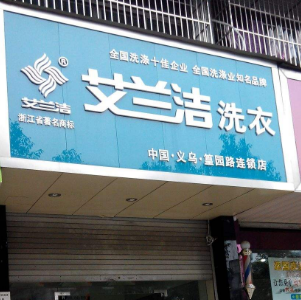 全国洗涤十佳企业 全国洗涤业知名品牌
®
艾兰洁
浙江省著名商标
艾兰洁 洗衣
中国·义乌·篁园路连锁店